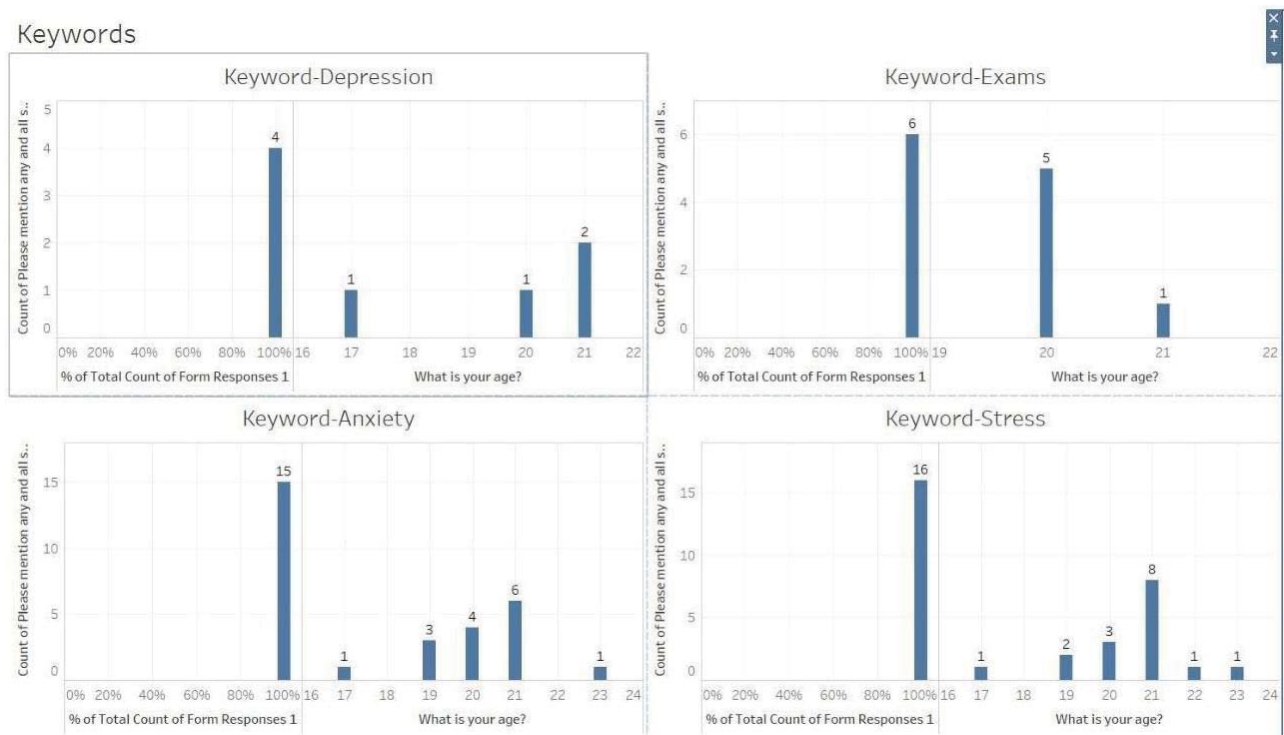 Keywords
Keyword-Depression
Count of Please mention any and all s..
5
4
3
2
1
0
4
1
1
2
0% 20% 40% 60% 80% 100% 16 17 18 19 20 21 22
% of Total Count of Form Responses 1 What is your age?
Keyword-Exams
Count of Please mention any and all s..
6
4
2
0
6
5
1
0% 20% 40% 60% 80% 100% 19 20 21 22
% of Total Count of Form Responses 1 What is your age?
Keyword-Anxiety
Count of Please mention any and all s..
15
10
5
0
15
1
3
4
6
1
0% 20% 40% 60% 80% 100% 16 17 18 19 20 21 22 23 24
% of Total Count of Form Responses 1 What is your age?
Keyword-Stress
Count of Please mention any and all s..
15
10
5
0
16
1
2
3
8
1
1
0% 20% 40% 60% 80% 100% 16 17 18 19 20 21 22 23 24
% of Total Count of Form Responses 1 What is your age?